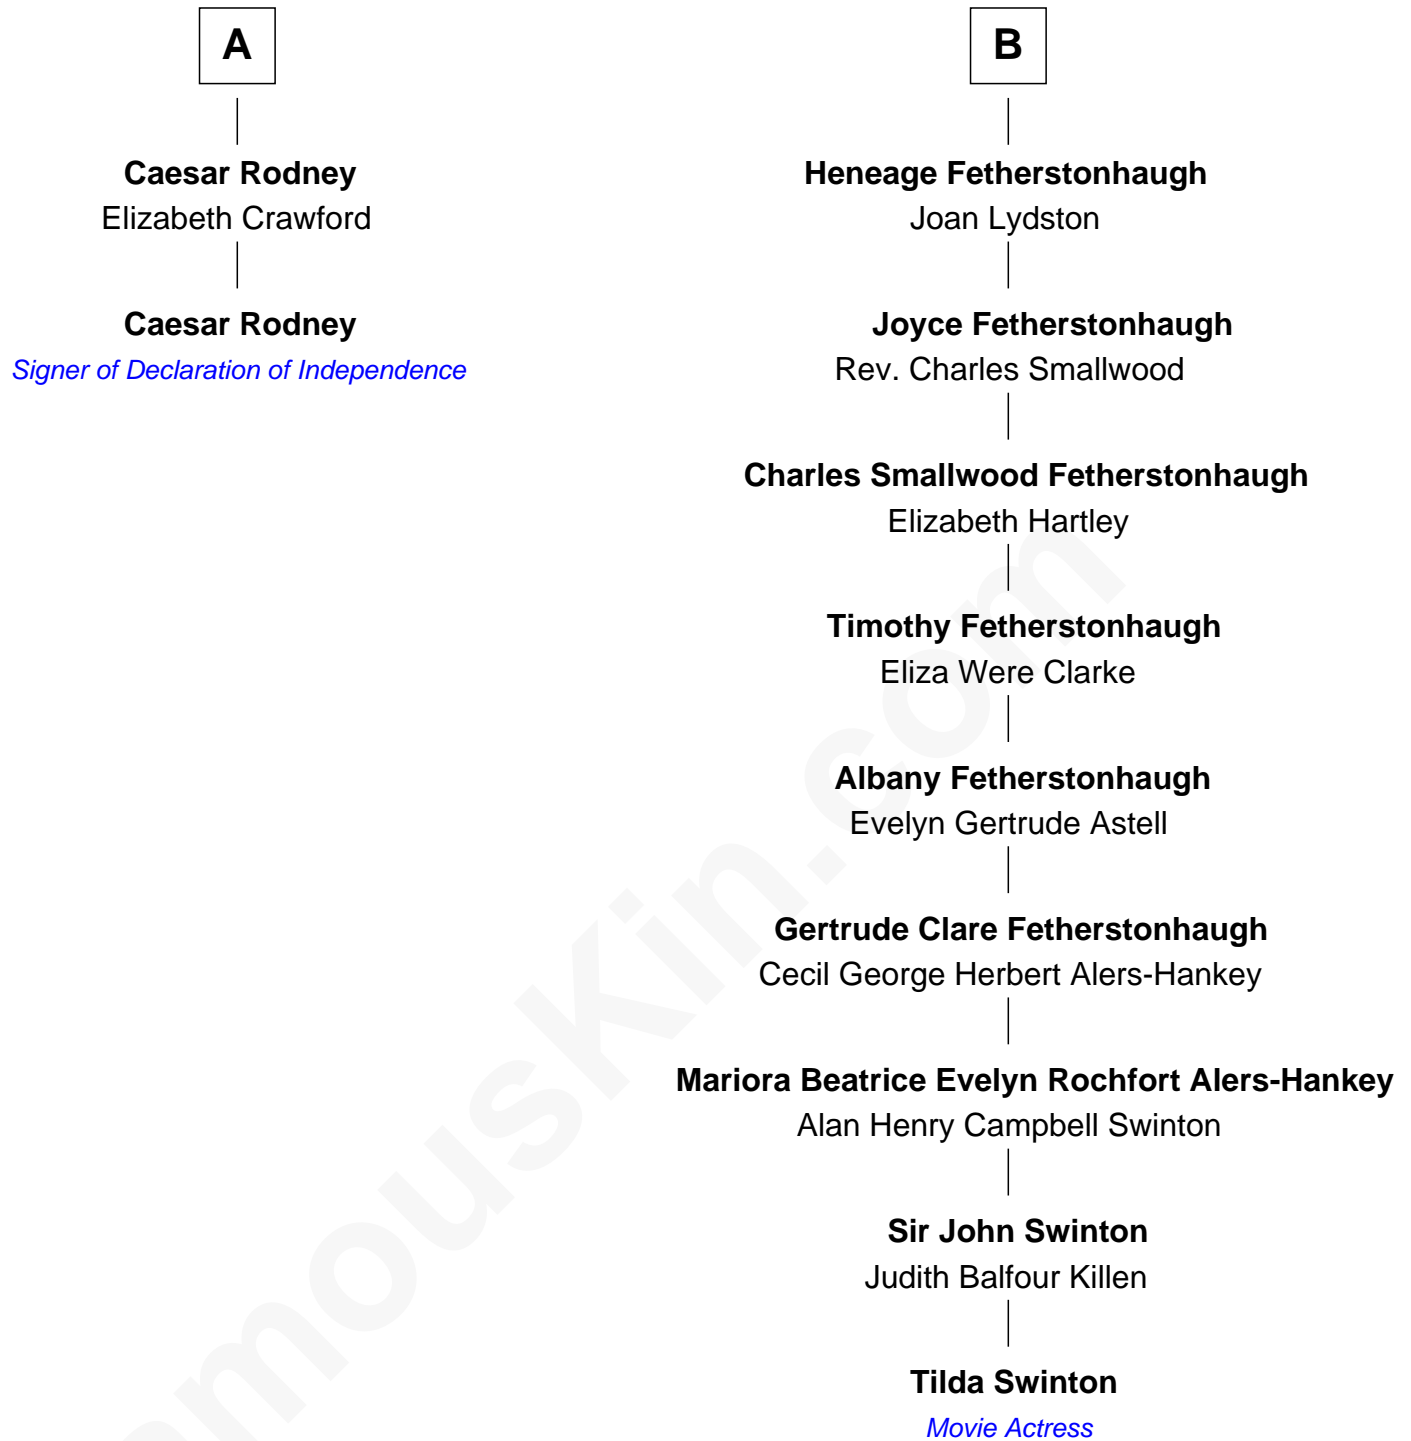 A
Caesar Rodney
Elizabeth Crawford
Caesar Rodney
Signer of Declaration of Independence
B
Heneage Fetherstonhaugh
Joan Lydston
Joyce Fetherstonhaugh
Rev. Charles Smallwood
Charles Smallwood Fetherstonhaugh
Elizabeth Hartley
Timothy Fetherstonhaugh
Eliza Were Clarke
Albany Fetherstonhaugh
Evelyn Gertrude Astell
Gertrude Clare Fetherstonhaugh
Cecil George Herbert Alers-Hankey
Mariora Beatrice Evelyn Rochfort Alers-Hankey
Alan Henry Campbell Swinton
Sir John Swinton
Judith Balfour Killen
Tilda Swinton
Movie Actress
amousKin.com